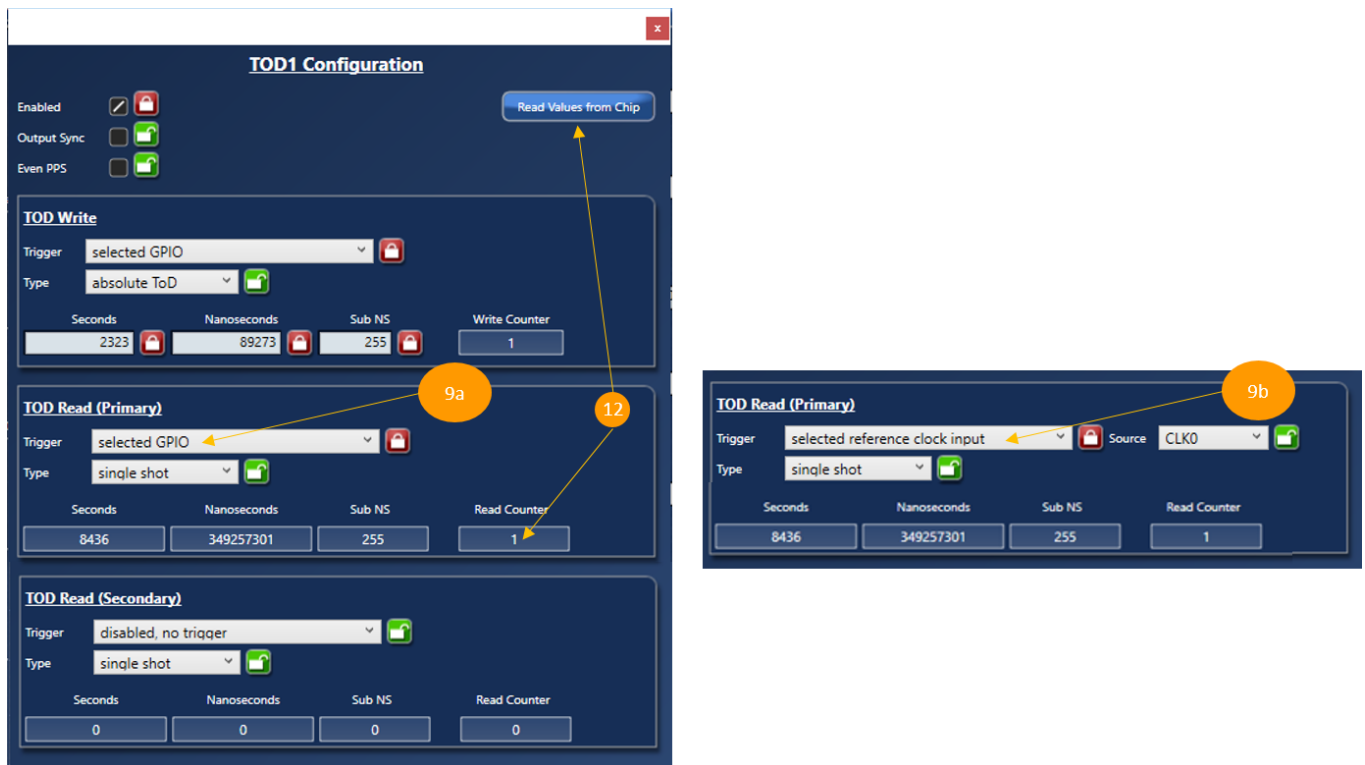 x
TOD1 Configuration
Enabled
Read Values from Chip
Output Sync
Even PPS
TOD Write
Trigger selected GPIO
Type absolute ToD
Seconds Nanoseconds Sub NS Write Counter
2323 89273 255 1
9a
TOD Read (Primary)
12
Trigger selected GPIO
Type single shot
Seconds Nanoseconds Sub NS Read Counter
8436 349257301 255 1
TOD Read (Secondary)
Trigger disabled, no trigger
Type single shot
Seconds Nanoseconds Sub NS Read Counter
0 0 0 0
9b
TOD Read (Primary)
Trigger selected reference clock input Source CLK0
Type single shot
Seconds Nanoseconds Sub NS Read Counter
8436 349257301 255 1